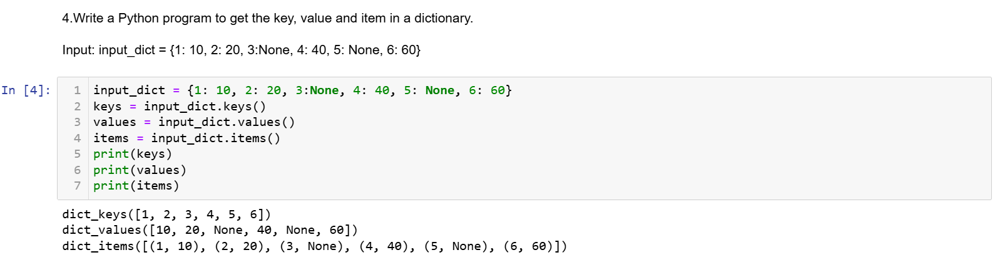 4.Write a Python program to get the key, value and item in a dictionary.
Input: input_dict = {1: 10, 2: 20, 3:None, 4: 40, 5: None, 6: 60}
In [4]:
1 input_dict = {1: 10, 2: 20, 3:None, 4: 40, 5: None, 6: 60}
2 keys = input_dict.keys()
3 values = input_dict.values()
4 items = input_dict.items()
5 print(keys)
6 print(values)
7 print(items)
dict_keys([1, 2, 3, 4, 5, 6])
dict_values([10, 20, None, 40, None, 60])
dict_items([(1, 10), (2, 20), (3, None), (4, 40), (5, None), (6, 60)])